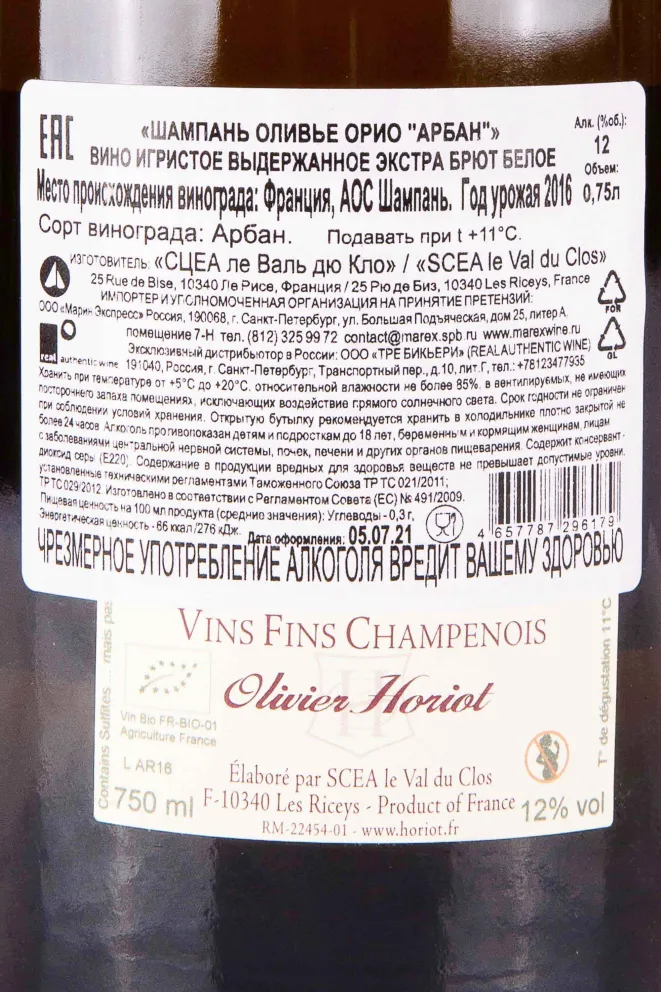 ЕАС
«ШАМПАНЬ ОЛИВЬЕ ОРИО "АРБАН"»
Алк. (%об.):
12
ВИНО ИГРИСТОЕ ВЫДЕРЖАННОЕ ЭКСТРА БРЮТ БЕЛОЕ
Объем:
0,75л
Место происхождения винограда: Франция, АОС Шампань. Год урожая 2016
Сорт винограда: Арбан. Подавать при t +11°C.
ИЗГОТОВИТЕЛЬ: «СЦЕА ле Валь дю Кло» / «SCEA le Val du Clos»
25 Rue de Bise, 10340 Ле Рисе, Франция / 25 Рю де Биз, 10340 Les Riceys, France
ИМПОРТЕР И УПОЛНОМОЧЕННАЯ ОРГАНИЗАЦИЯ НА ПРИНЯТИЕ ПРЕТЕНЗИЙ:
ООО «Марин Экспресс» Россия, 190068, г. Санкт-Петербург, ул. Большая Подъяческая, дом 25, литер А,
помещение 7-Н тел. (812) 325 99 72 contact@marex.spb.ru www.marexwine.ru
Эксклюзивный дистрибьютор в России: ООО «ТРЕ БИКЬЕРИ» (REALAUTHENTIC WINE)
191040, Россия, г. Санкт-Петербург, Транспортный пер., д.10, лит.Г, тел.: +78123477935
real authentic wine
FOR
GL
Хранить при температуре от +5°C до +20°C. относительной влажности не более 85%. в вентилируемых, не имеющих
постороннего запаха помещениях, исключающих воздействие прямого солнечного света. Срок годности не ограничен
при соблюдении условий хранения. Открытую бутылку рекомендуется хранить в холодильнике плотно закрытой не
более 24 часов. Алкоголь противопоказан детям и подросткам до 18 лет, беременным и кормящим женщинам, лицам
с заболеваниями центральной нервной системы, почек, печени и других органов пищеварения. Содержит консервант -
диоксид серы (Е220). Содержание в продукции вредных для здоровья веществ не превышает допустимые уровни,
установленные техническими регламентами Таможенного Союза ТР ТС 021/2011;
ТР ТС 029/2012. Изготовлено в соответствии с Регламентом Совета (ЕС) № 491/2009.
Пищевая ценность на 100 мл продукта (средние значения): Углеводы - 0,3 г,
Энергетическая ценность - 66 ккал /276 кДж. Дата оформления: 05.07.21
4 657787 296179
ЧРЕЗМЕРНОЕ УПОТРЕБЛЕНИЕ АЛКОГОЛЯ ВРЕДИТ ВАШЕМУ ЗДОРОВЬЮ
VINS FINS CHAMPENOIS
Olivier Horiot
Vin Bio FR-BIO-01
Agriculture France
L AR16
Contains Sulfites ... mais pas
T° de dégustation 11°C
Élaboré par SCEA le Val du Clos
750 ml
F-10340 Les Riceys - Product of France
12% vol
RM-22454-01 - www.horiot.fr